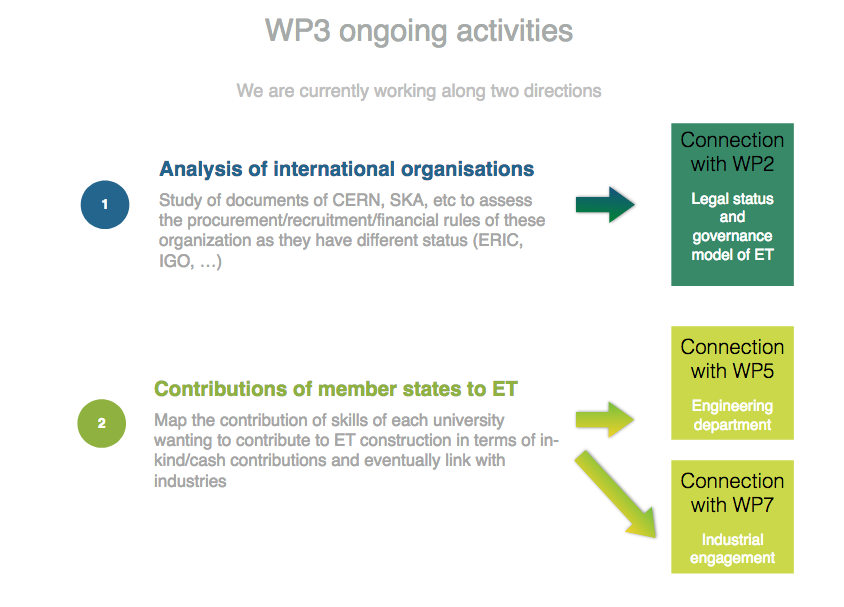 WP3 ongoing activities
We are currently working along two directions
1
Analysis of international organisations
Study of documents of CERN, SKA, etc to assess
the procurement/recruitment/financial rules of these
organization as they have different status (ERIC,
IGO, …)
Connection
with WP2
Legal status
and
governance
model of ET
2
Contributions of member states to ET
Map the contribution of skills of each university
wanting to contribute to ET construction in terms of in-
kind/cash contributions and eventually link with
industries
Connection
with WP5
Engineering
department
Connection
with WP7
Industrial
engagement